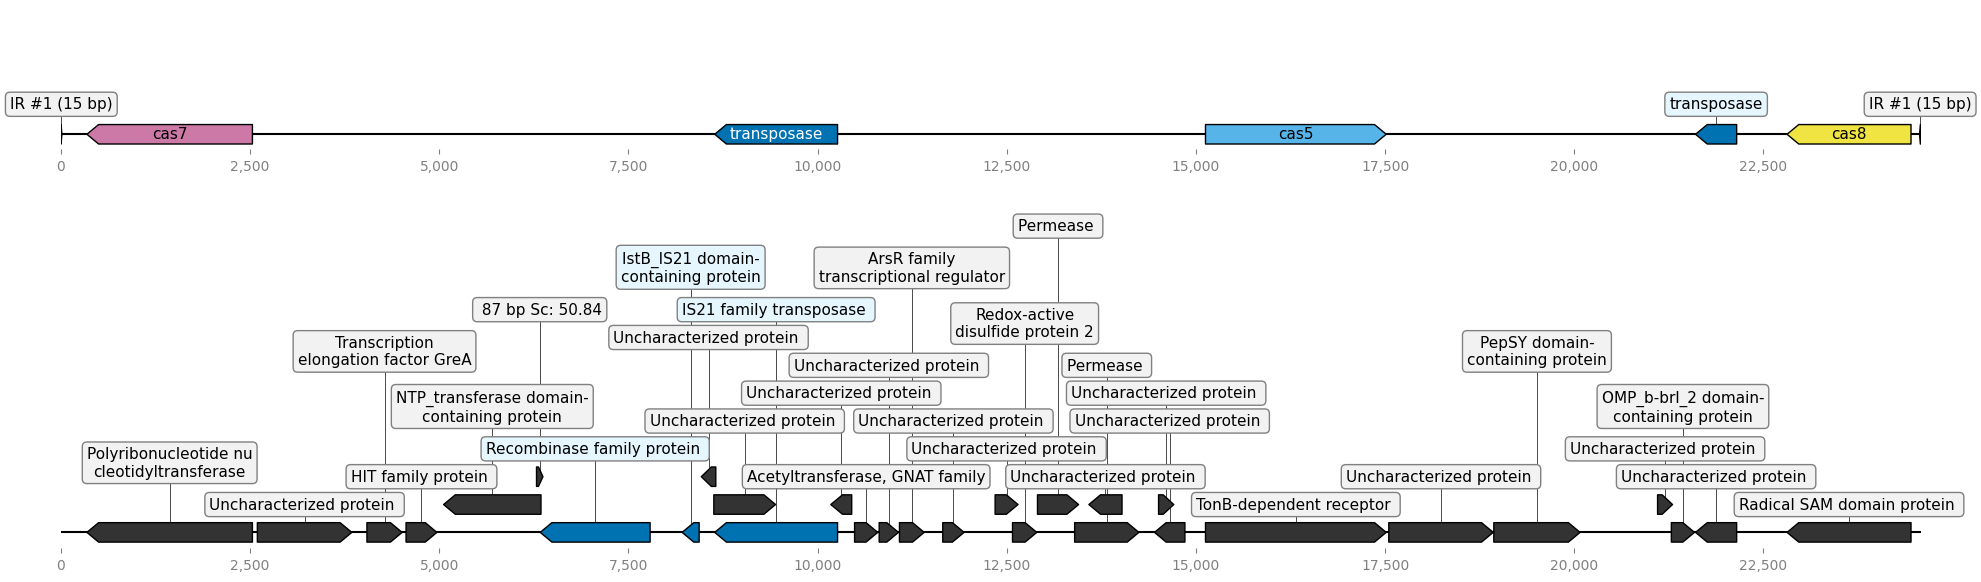 IR #1 (15 bp)
transposase
IR #1 (15 bp)
cas7
transposase
cas5
cas8
0
2,500
5,000
7,500
10,000
12,500
15,000
17,500
20,000
22,500
Permease
IstB_IS21 domain-
containing protein
ArsR family
transcriptional regulator
87 bp Sc: 50.84
IS21 family transposase
Redox-active
disulfide protein 2
Transcription
elongation factor GreA
Uncharacterized protein
PepSY domain-
containing protein
Uncharacterized protein
Permease
NTP_transferase domain-
containing protein
Uncharacterized protein
Uncharacterized protein
OMP_b-brl_2 domain-
containing protein
Uncharacterized protein
Uncharacterized protein
Uncharacterized protein
Polyribonucleotide nu
cleotidyltransferase
Recombinase family protein
Uncharacterized protein
Uncharacterized protein
HIT family protein
Acetyltransferase, GNAT family
Uncharacterized protein
Uncharacterized protein
Uncharacterized protein
Uncharacterized protein
TonB-dependent receptor
Radical SAM domain protein
0
2,500
5,000
7,500
10,000
12,500
15,000
17,500
20,000
22,500